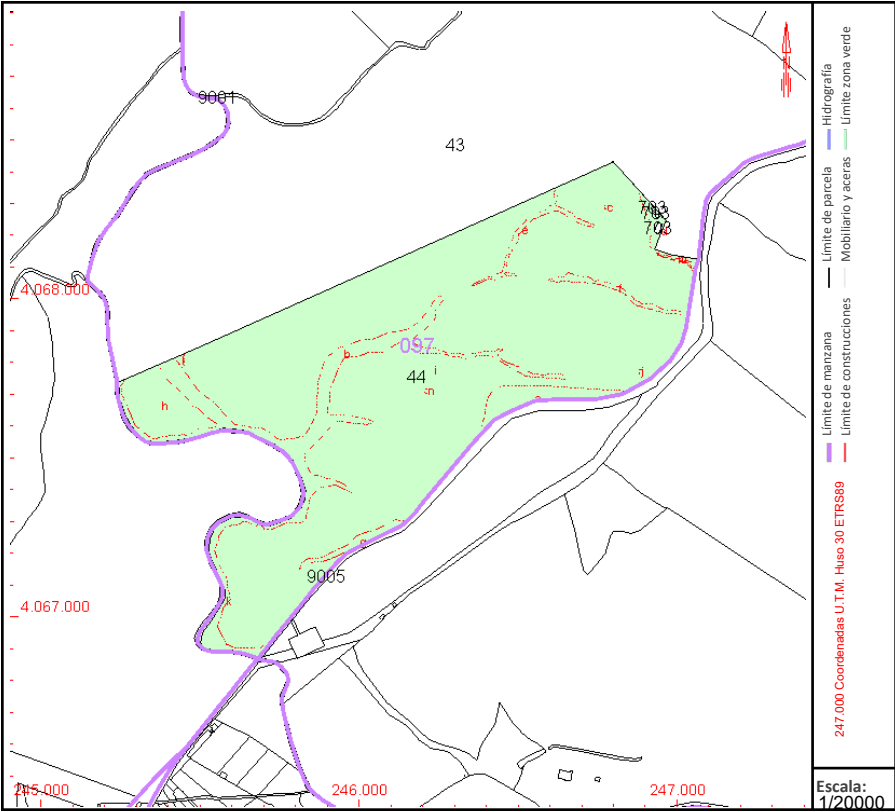 9001
43
703
713
703
4.068.000
c
e
f
b
097
i
44
n
j
h
l
9005
4.067.000
245.000
246.000
247.000
Límite de manzana
Límite de construcciones
Límite de parcela
Mobiliario y aceras
Hidrografía
Límite zona verde
247.000 Coordenadas U.T.M. Huso 30 ETRS89
Escala:
1/20000